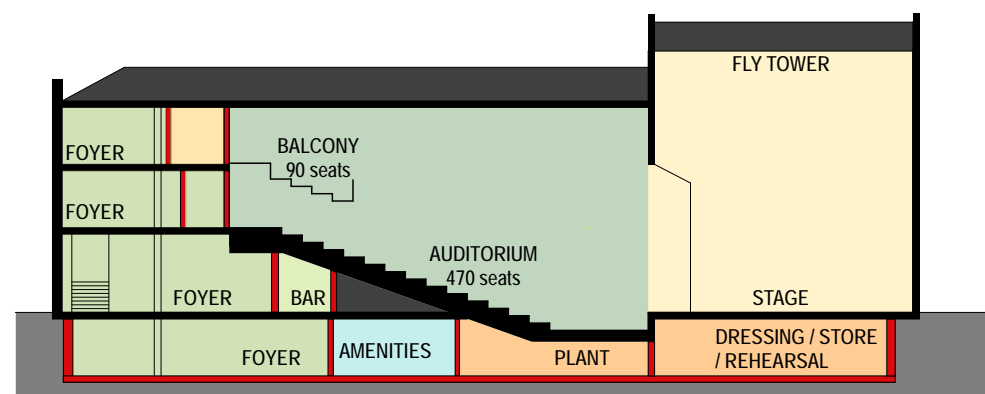 FLY TOWER
FOYER
BALCONY
90 seats
FOYER
AUDITORIUM
470 seats
FOYER
BAR
STAGE
FOYER
AMENITIES
PLANT
DRESSING / STORE
/ REHEARSAL